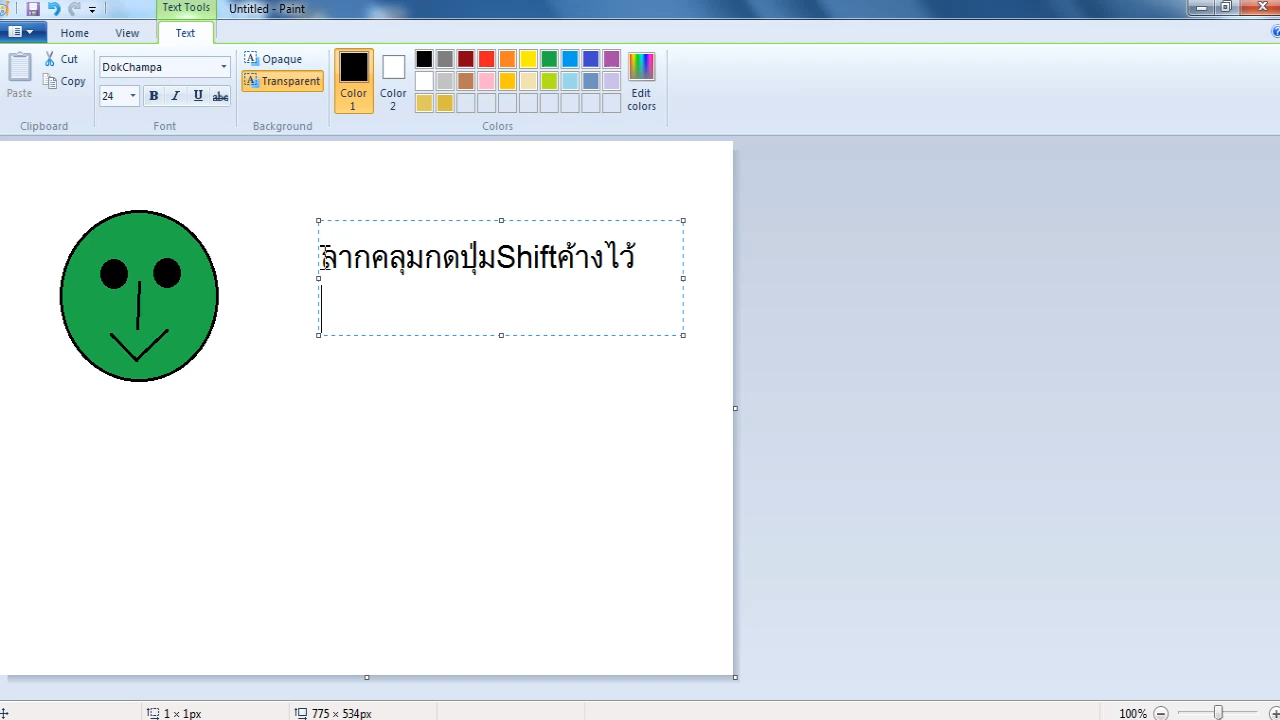 Text Tools
Untitled - Paint
Home
View
Text
Paste
Cut
Copy
Clipboard
DokChampa
24
B I U abc
Font
Opaque
Transparent
Background
Color 1
Color 2
Edit colors
Colors
ลากคลุมกดปุ่มShiftค้างไว้
1 × 1px
775 × 534px
100%